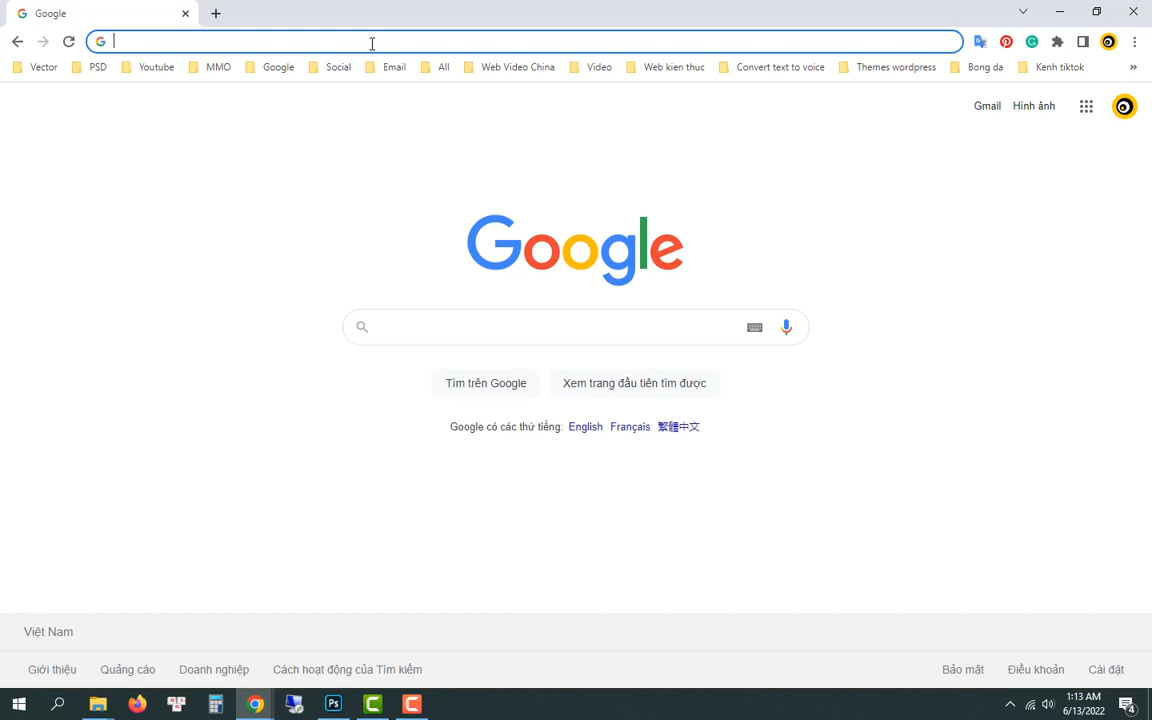 Google
Vector PSD Youtube MMO Google Social Email All Web Video China Video Web kien thuc Convert text to voice Themes wordpress Bong da Kenh tiktok »
Gmail Hình ảnh
Google
Tìm trên Google Xem trang đầu tiên tìm được
Google có các thứ tiếng: English Français 繁體中文
Việt Nam
Giới thiệu Quảng cáo Doanh nghiệp Cách hoạt động của Tìm kiếm Bảo mật Điều khoản Cài đặt
Ps 1:13 AM
6/13/2022 4